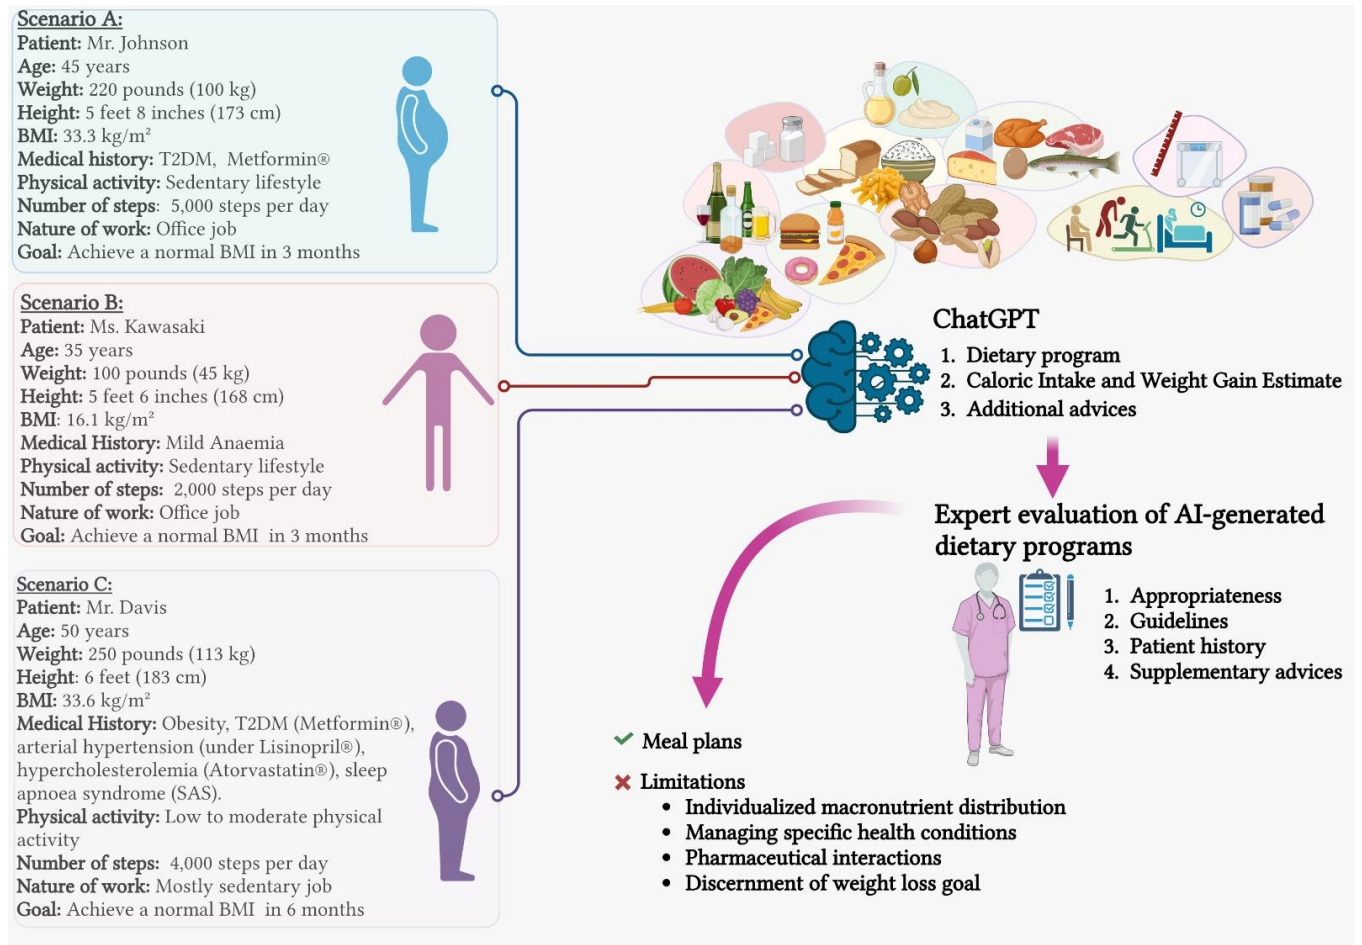 Scenario A:
Patient: Mr. Johnson
Age: 45 years
Weight: 220 pounds (100 kg)
Height: 5 feet 8 inches (173 cm)
BMI: 33.3 kg/m²
Medical history: T2DM, Metformin®
Physical activity: Sedentary lifestyle
Number of steps: 5,000 steps per day
Nature of work: Office job
Goal: Achieve a normal BMI in 3 months
Scenario B:
Patient: Ms. Kawasaki
Age: 35 years
Weight: 100 pounds (45 kg)
Height: 5 feet 6 inches (168 cm)
BMI: 16.1 kg/m²
Medical History: Mild Anaemia
Physical activity: Sedentary lifestyle
Number of steps: 2,000 steps per day
Nature of work: Office job
Goal: Achieve a normal BMI in 3 months
Scenario C:
Patient: Mr. Davis
Age: 50 years
Weight: 250 pounds (113 kg)
Height: 6 feet (183 cm)
BMI: 33.6 kg/m²
Medical History: Obesity, T2DM (Metformin®),
arterial hypertension (under Lisinopril®),
hypercholesterolemia (Atorvastatin®), sleep
apnoea syndrome (SAS).
Physical activity: Low to moderate physical
activity
Number of steps: 4,000 steps per day
Nature of work: Mostly sedentary job
Goal: Achieve a normal BMI in 6 months
ChatGPT
1. Dietary program
2. Caloric Intake and Weight Gain Estimate
3. Additional advices
Expert evaluation of AI-generated
dietary programs
1. Appropriateness
2. Guidelines
3. Patient history
4. Supplementary advices
✓ Meal plans
✗ Limitations
• Individualized macronutrient distribution
• Managing specific health conditions
• Pharmaceutical interactions
• Discernment of weight loss goal